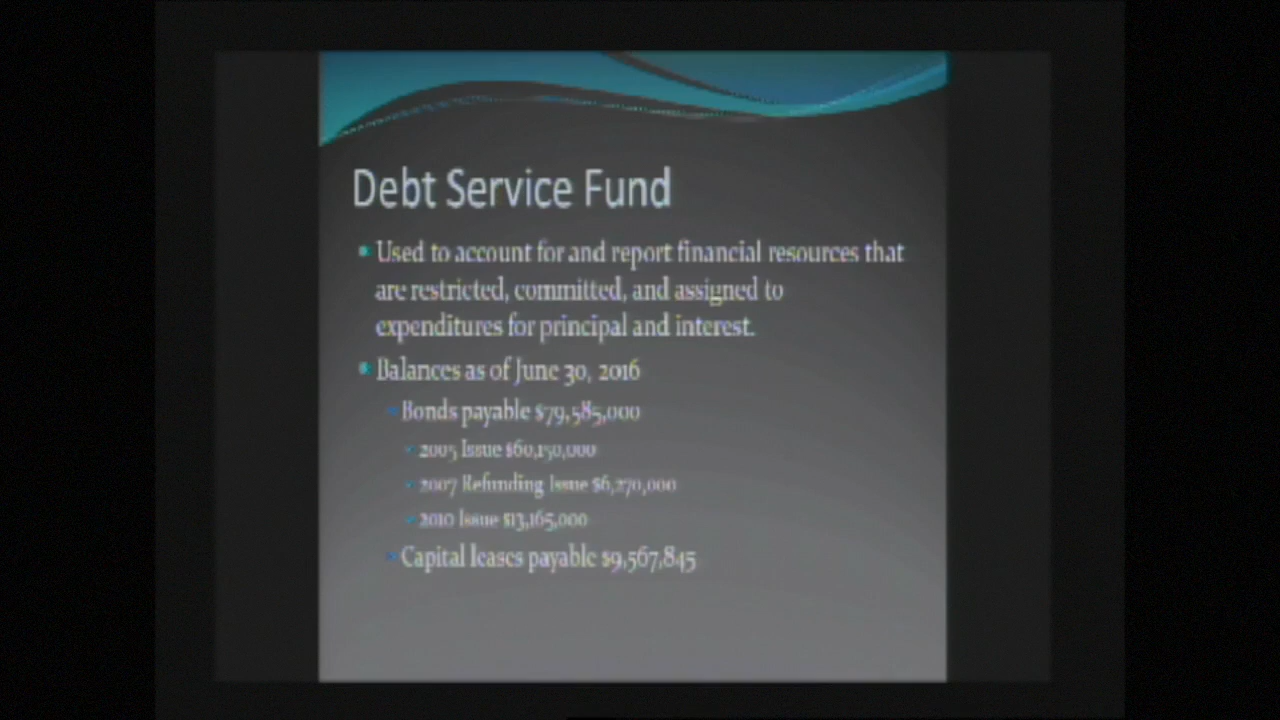 Debt Service Fund
Used to account for and report financial resources that
are restricted, committed, and assigned to
expenditures for principal and interest.
Balances as of June 30, 2016
Bonds payable $79,585,000
2005 Issue $60,150,000
2007 Refunding Issue $6,270,000
2010 Issue $13,165,000
Capital leases payable $9,567,845